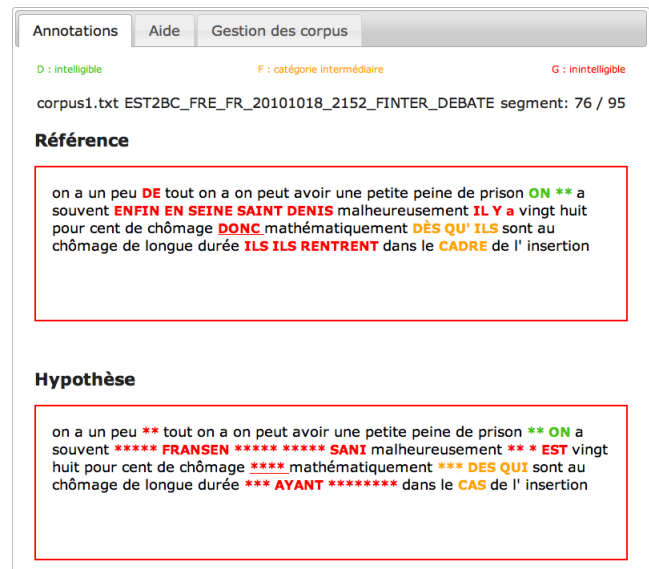 Annotations Aide Gestion des corpus
D : intelligible F : catégorie intermédiaire G : inintelligible
corpus1.txt EST2BC_FRE_FR_20101018_2152_FINTER_DEBATE segment: 76 / 95
Référence
on a un peu DE tout on a on peut avoir une petite peine de prison ON ** a
souvent ENFIN EN SEINE SAINT DENIS malheureusement IL Y a vingt huit
pour cent de chômage DONC mathématiquement DÈS QU' ILS sont au
chômage de longue durée ILS ILS RENTRENT dans le CADRE de l' insertion
Hypothèse
on a un peu ** tout on a on peut avoir une petite peine de prison ** ON a
souvent ***** FRANSEN ***** ***** SANI malheureusement ** * EST vingt
huit pour cent de chômage **** mathématiquement *** DES QUI sont au
chômage de longue durée *** AYANT ******** dans le CAS de l' insertion